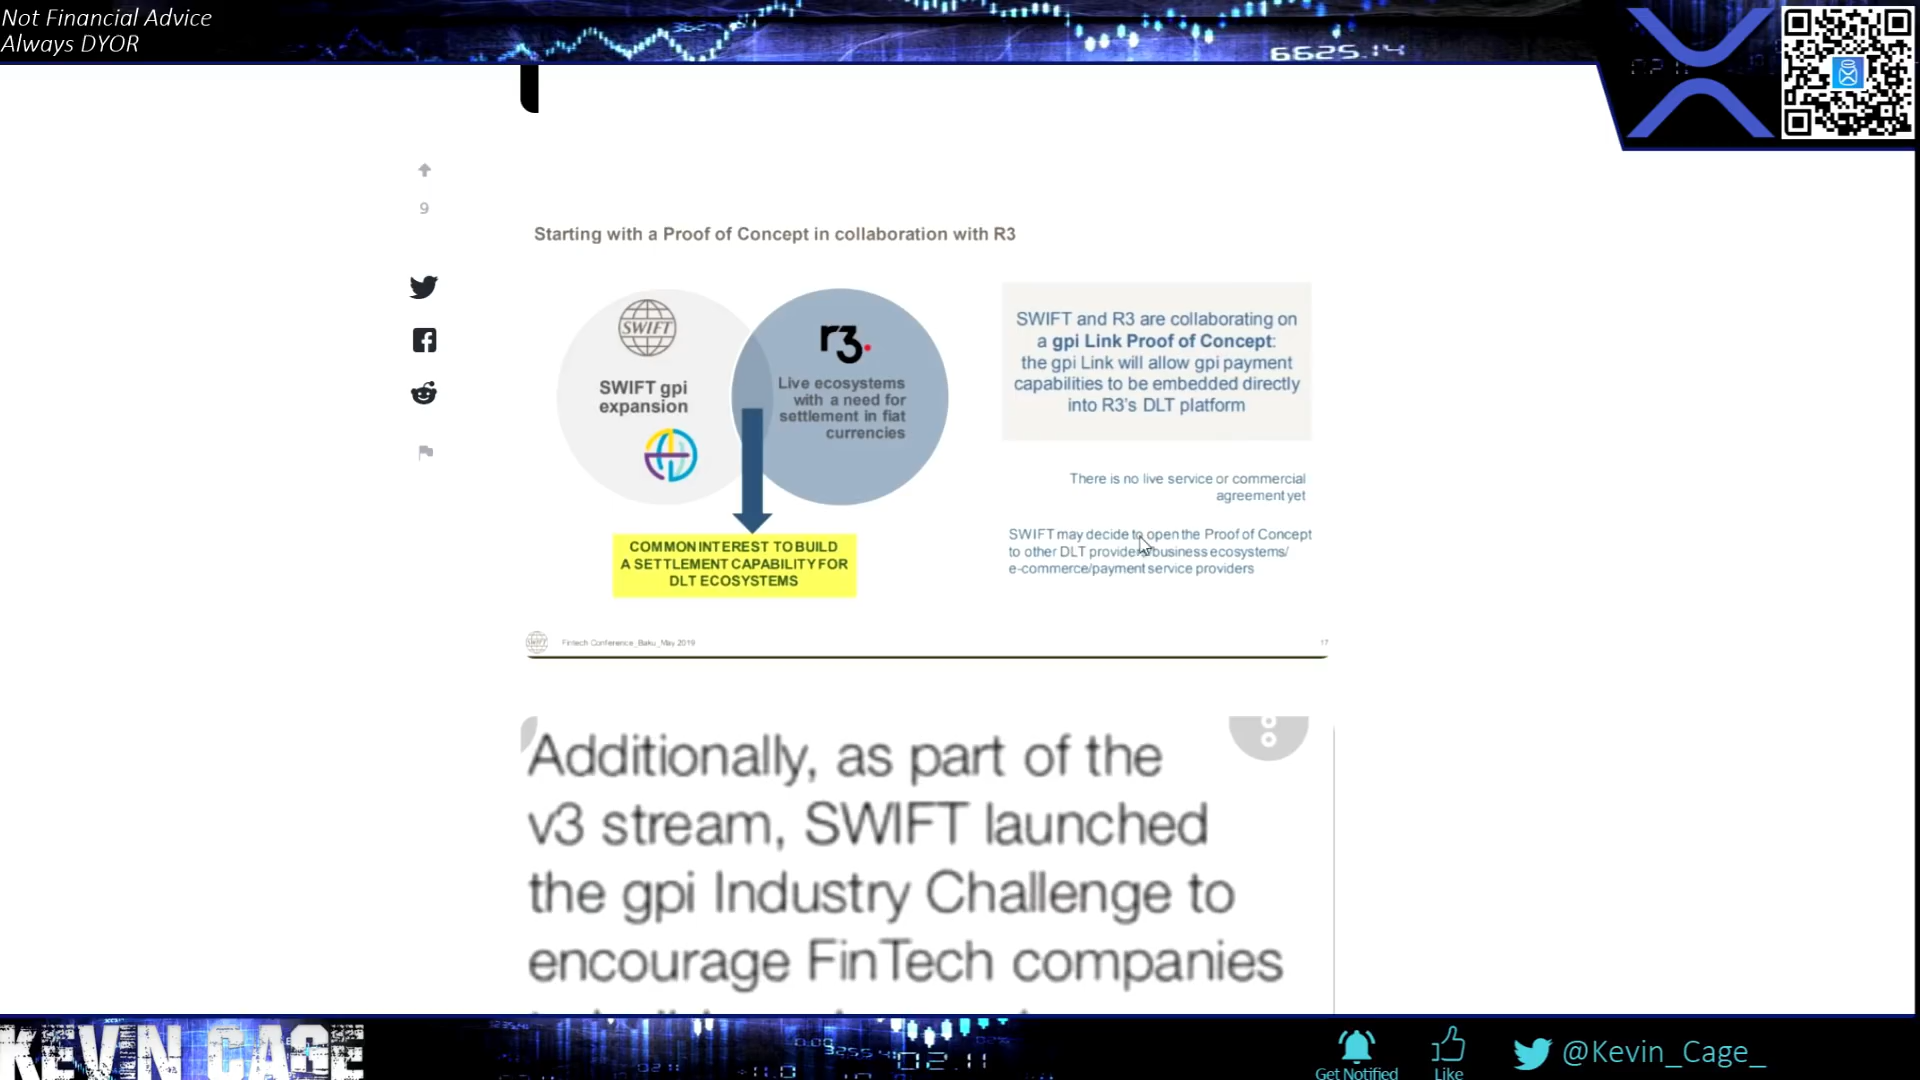 Not Financial Advice
Always DYOR
6625.14
9
Starting with a Proof of Concept in collaboration with R3
SWIFT
SWIFT gpi
expansion
r3.
Live ecosystems
with a need for
settlement in fiat
currencies
COMMON INTEREST TO BUILD
A SETTLEMENT CAPABILITY FOR
DLT ECOSYSTEMS
SWIFT and R3 are collaborating on
a gpi Link Proof of Concept:
the gpi Link will allow gpi payment
capabilities to be embedded directly
into R3's DLT platform
There is no live service or commercial
agreement yet
SWIFT may decide to open the Proof of Concept
to other DLT providers/business ecosystems/
e-commerce/payment service providers
Fintech Conference_Baku_May 2019
17
Additionally, as part of the
v3 stream, SWIFT launched
the gpi Industry Challenge to
encourage FinTech companies
KEVIN CAGE
02.11
Get Notified
Like
@Kevin_Cage_